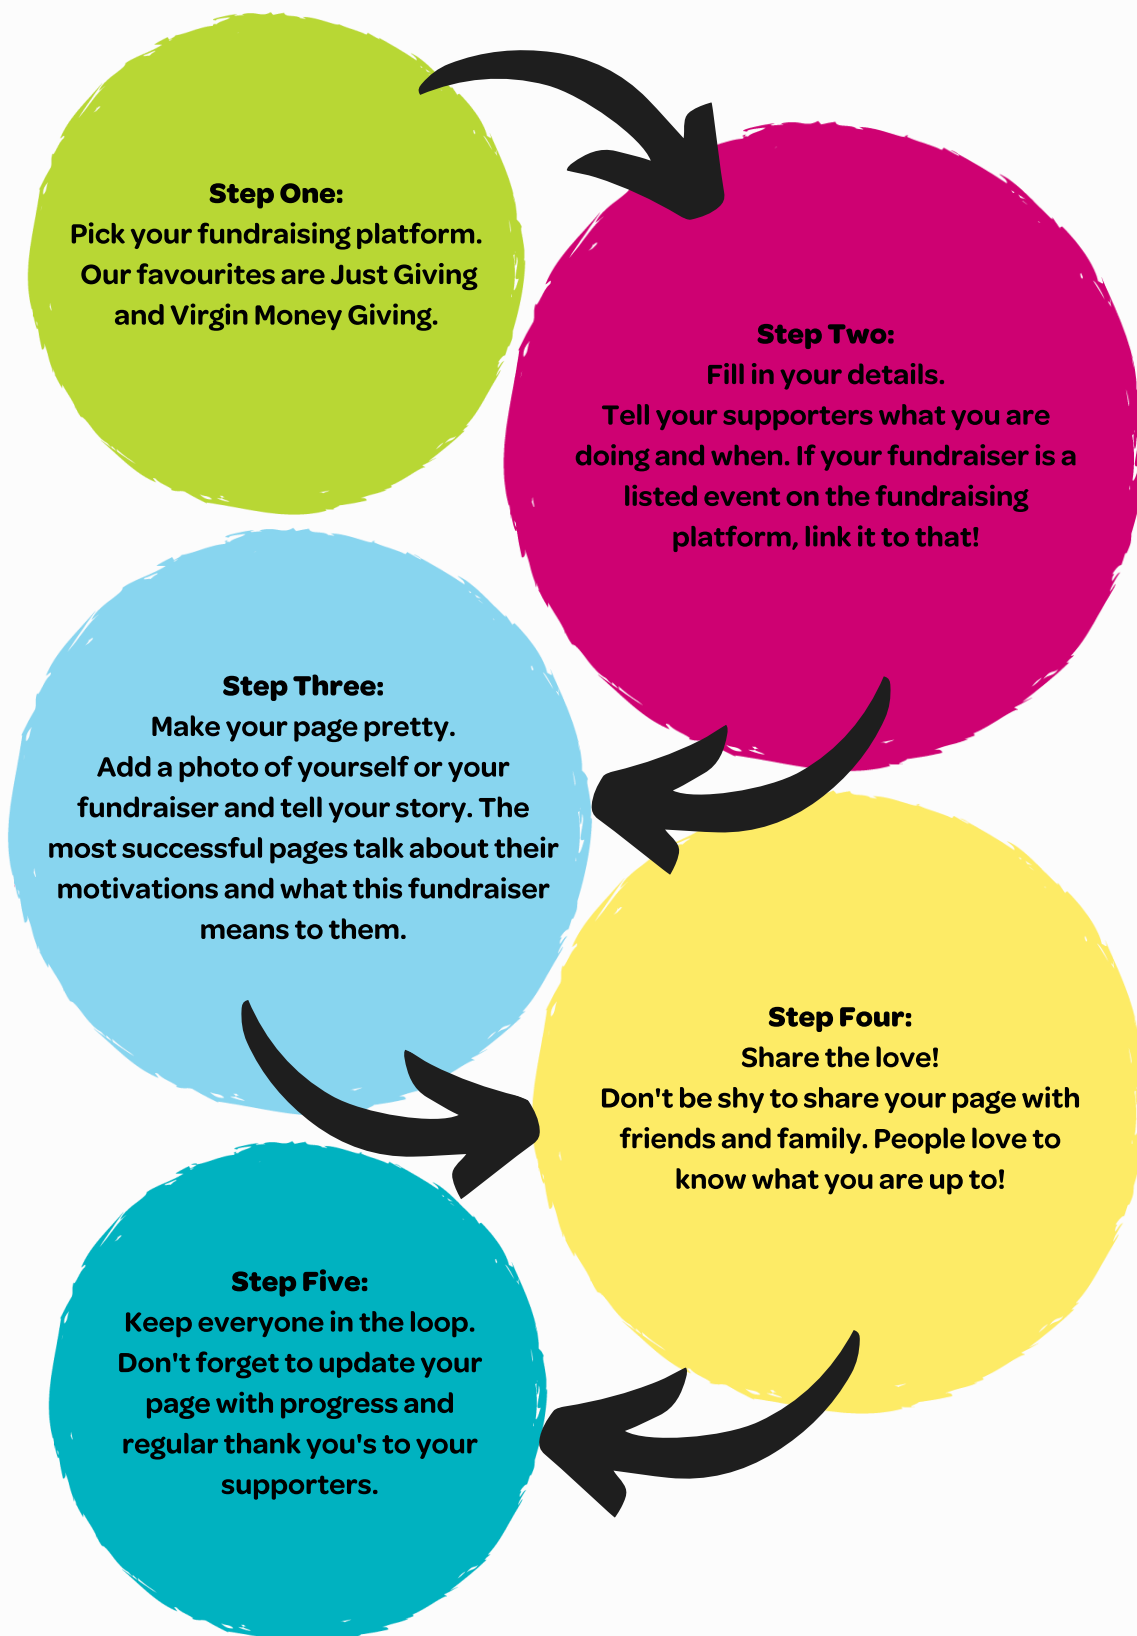 Step One:
Pick your fundraising platform.
Our favourites are Just Giving
and Virgin Money Giving.
Step Two:
Fill in your details.
Tell your supporters what you are
doing and when. If your fundraiser is a
listed event on the fundraising
platform, link it to that!
Step Three:
Make your page pretty.
Add a photo of yourself or your
fundraiser and tell your story. The
most successful pages talk about their
motivations and what this fundraiser
means to them.
Step Four:
Share the love!
Don't be shy to share your page with
friends and family. People love to
know what you are up to!
Step Five:
Keep everyone in the loop.
Don't forget to update your
page with progress and
regular thank you's to your
supporters.